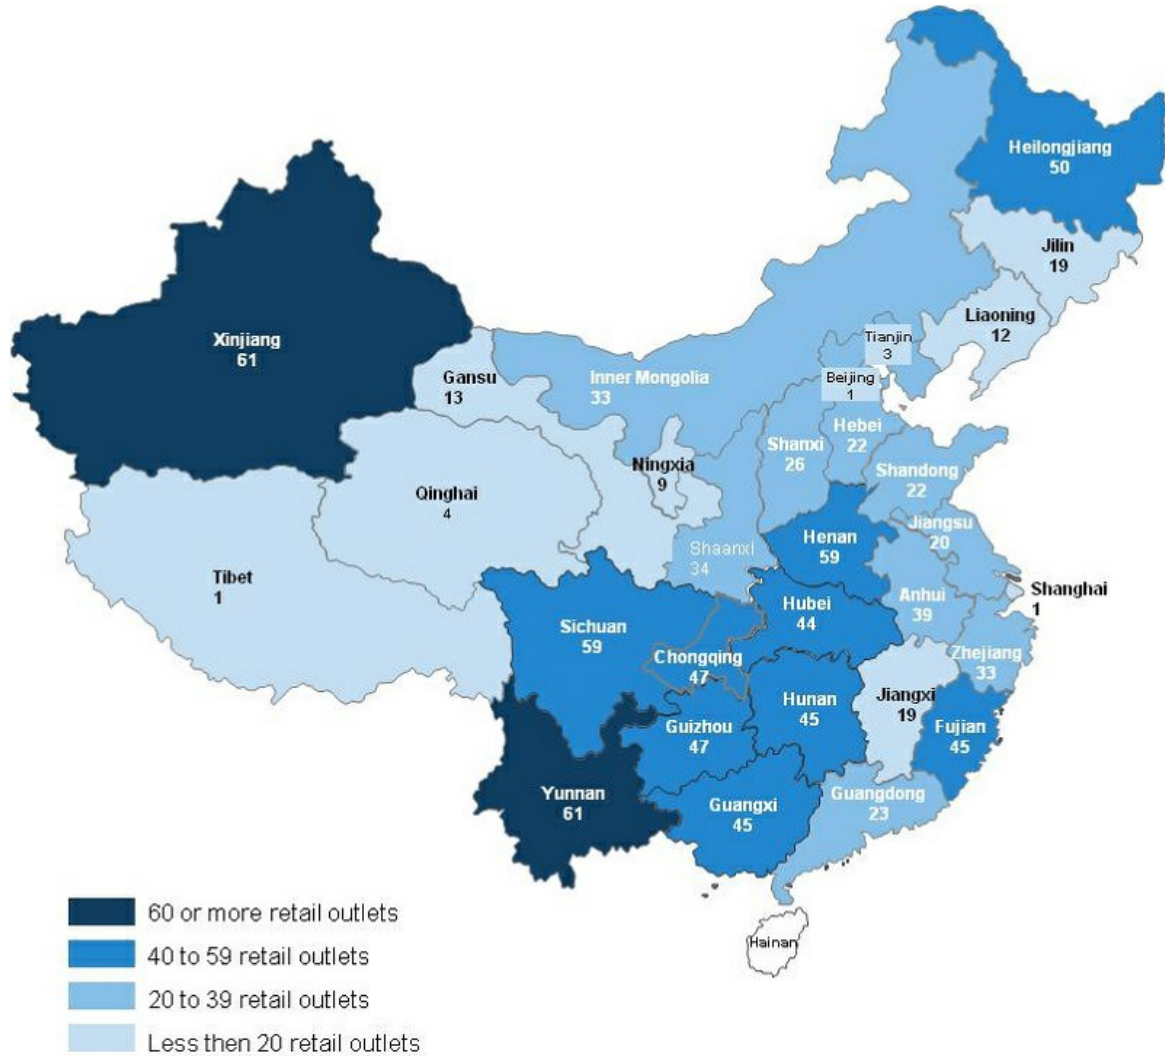 Heilongjiang
50
Jilin
19
Liaoning
12
Tianjin
3
Xinjiang
61
Gansu
13
Inner Mongolia
33
Beijing
1
Hebei
22
Shanxi
26
Ningxia
9
Shandong
22
Qinghai
4
Jiangsu
20
Henan
59
Shaanxi
34
Tibet
1
Shanghai
1
Anhui
39
Hubei
44
Sichuan
59
Chongqing
47
Zhejiang
33
Jiangxi
19
Hunan
45
Guizhou
47
Fujian
45
Yunnan
61
Guangxi
45
Guangdong
23
Hainan
60 or more retail outlets
40 to 59 retail outlets
20 to 39 retail outlets
Less then 20 retail outlets